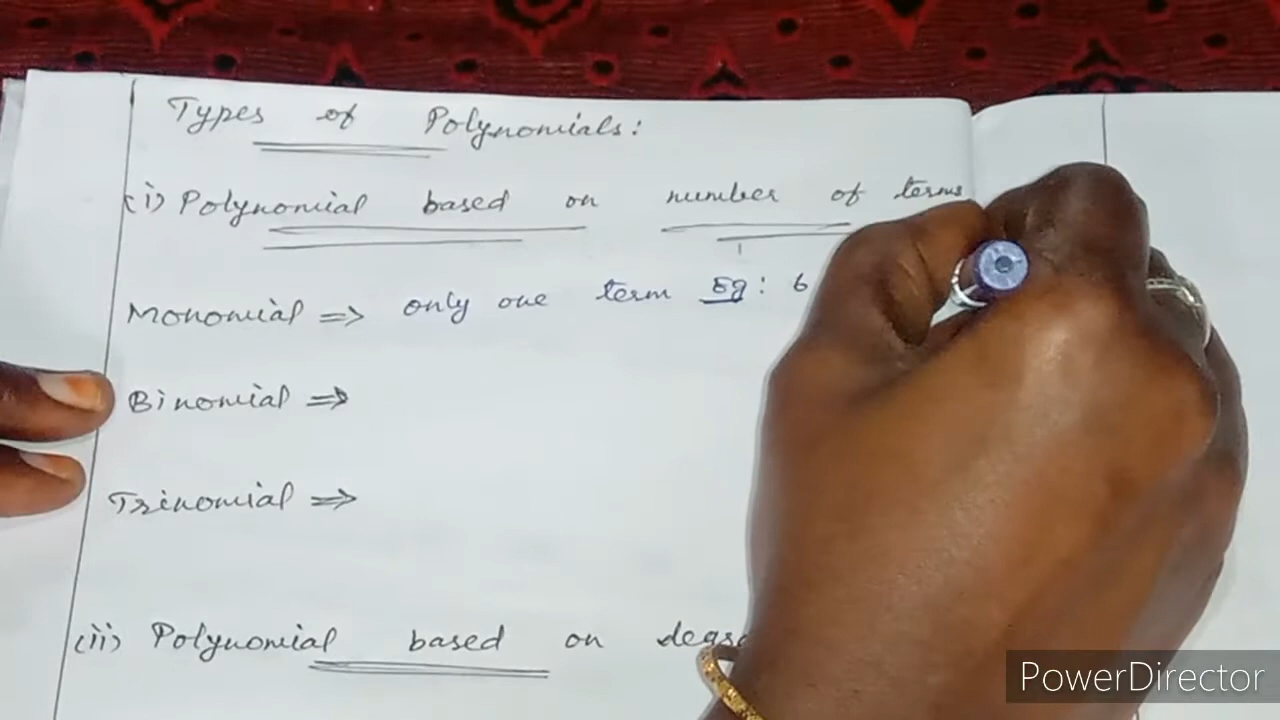 Types of Polynomials:
(i) Polynomial based on number of terms
Monomial => only one term Eg: 6
Binomial =>
Trinomial =>
(ii) Polynomial based on
PowerDirector